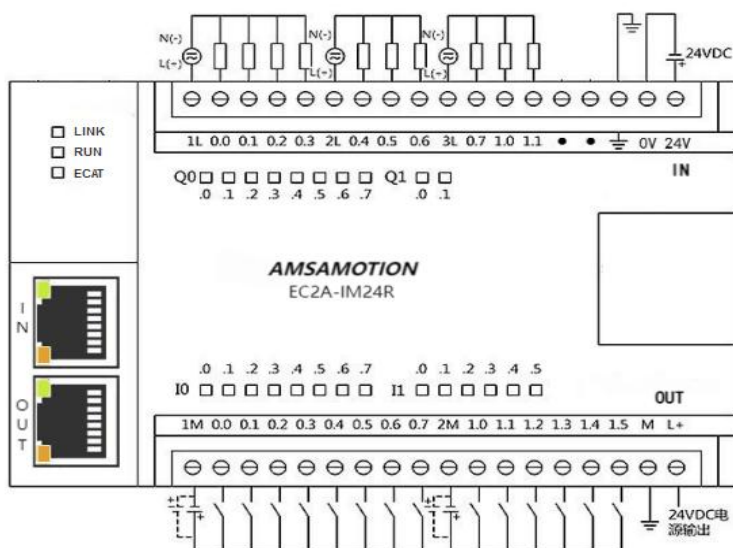 N(-) N(-) N(-) 24VDC
L(+) L(+) L(+) +
LINK
RUN
ECAT
1L 0.0 0.1 0.2 0.3 2L 0.4 0.5 0.6 3L 0.7 1.0 1.1 • • 0V 24V
IN
Q0 Q1
.0 .1 .2 .3 .4 .5 .6 .7 .0 .1
AMSAMOTION
EC2A-IM24R
IN
OUT
.0 .1 .2 .3 .4 .5 .6 .7 .0 .1 .2 .3 .4 .5
I0 I1
OUT
1M 0.0 0.1 0.2 0.3 0.4 0.5 0.6 0.7 2M 1.0 1.1 1.2 1.3 1.4 1.5 M L+
+ + + +
24VDC电
源输出